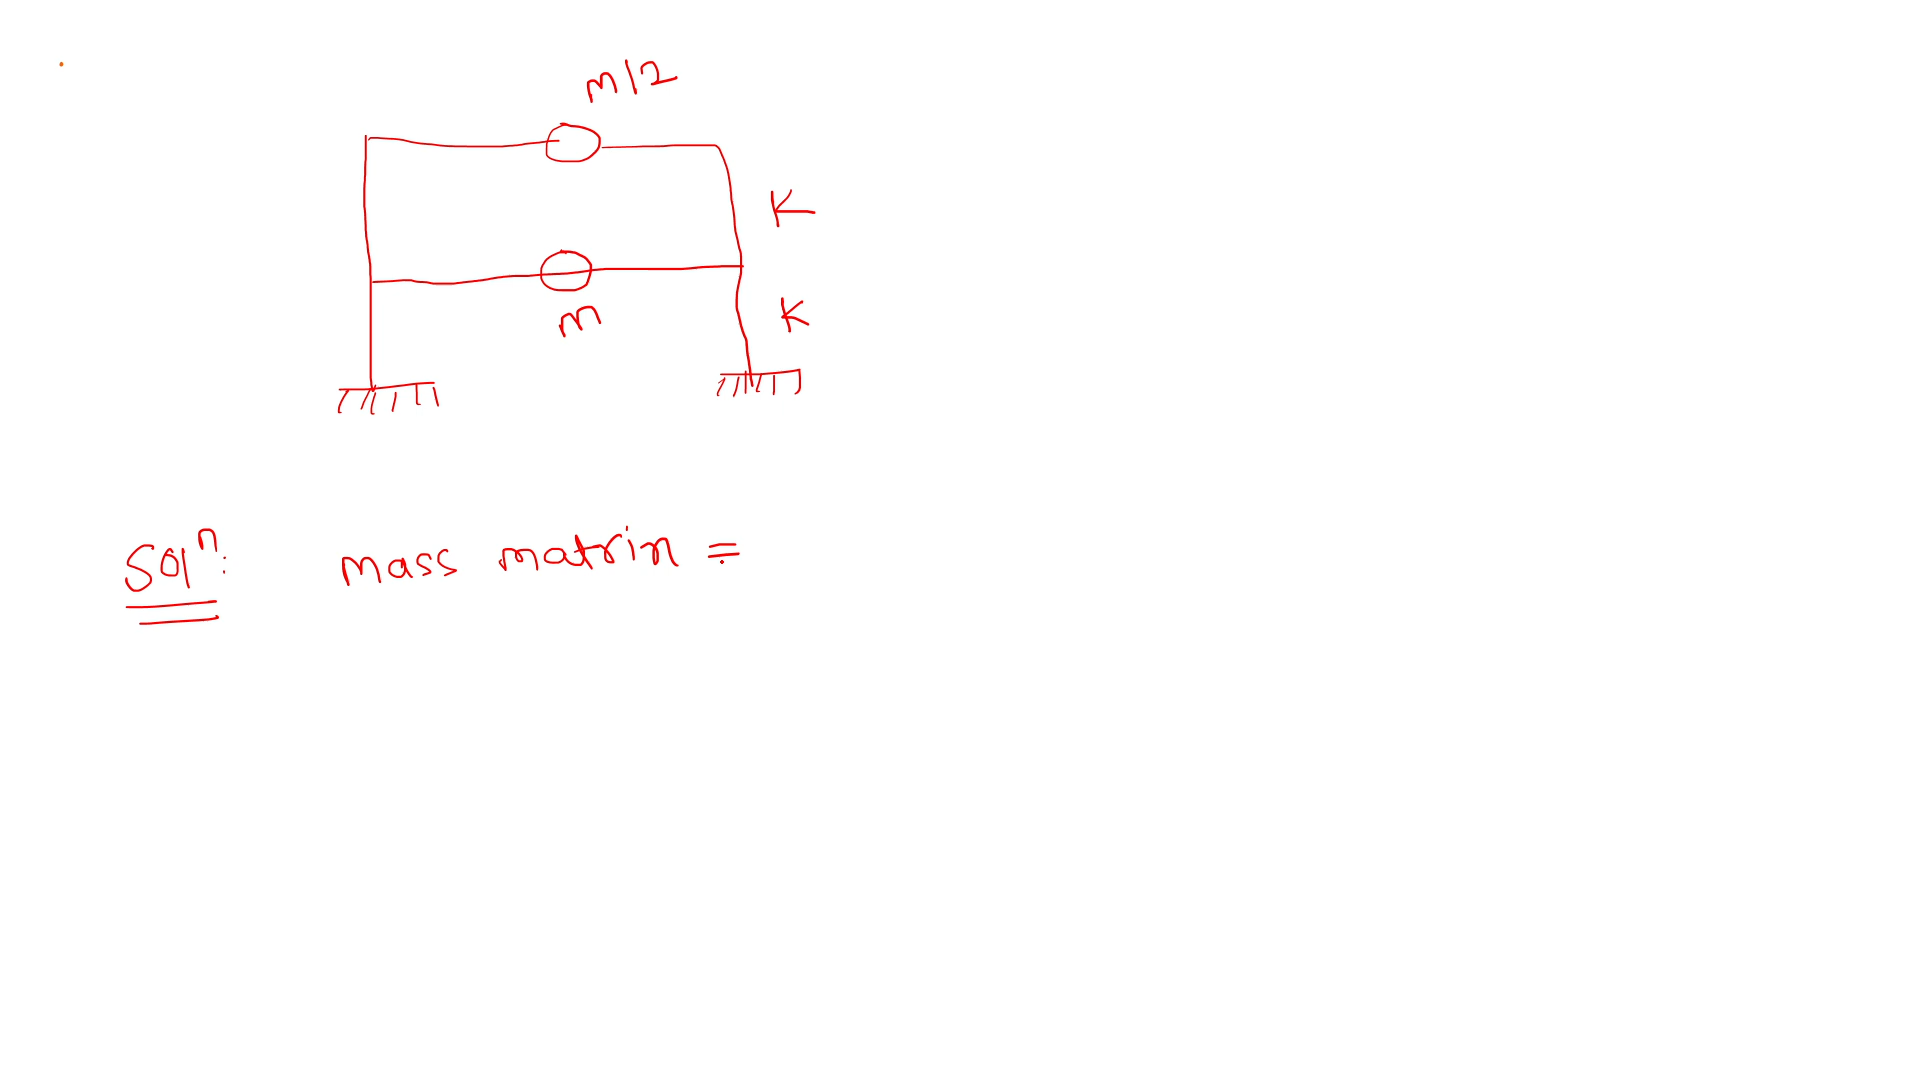 m/2
K
m
K
Solⁿ: mass matrin =